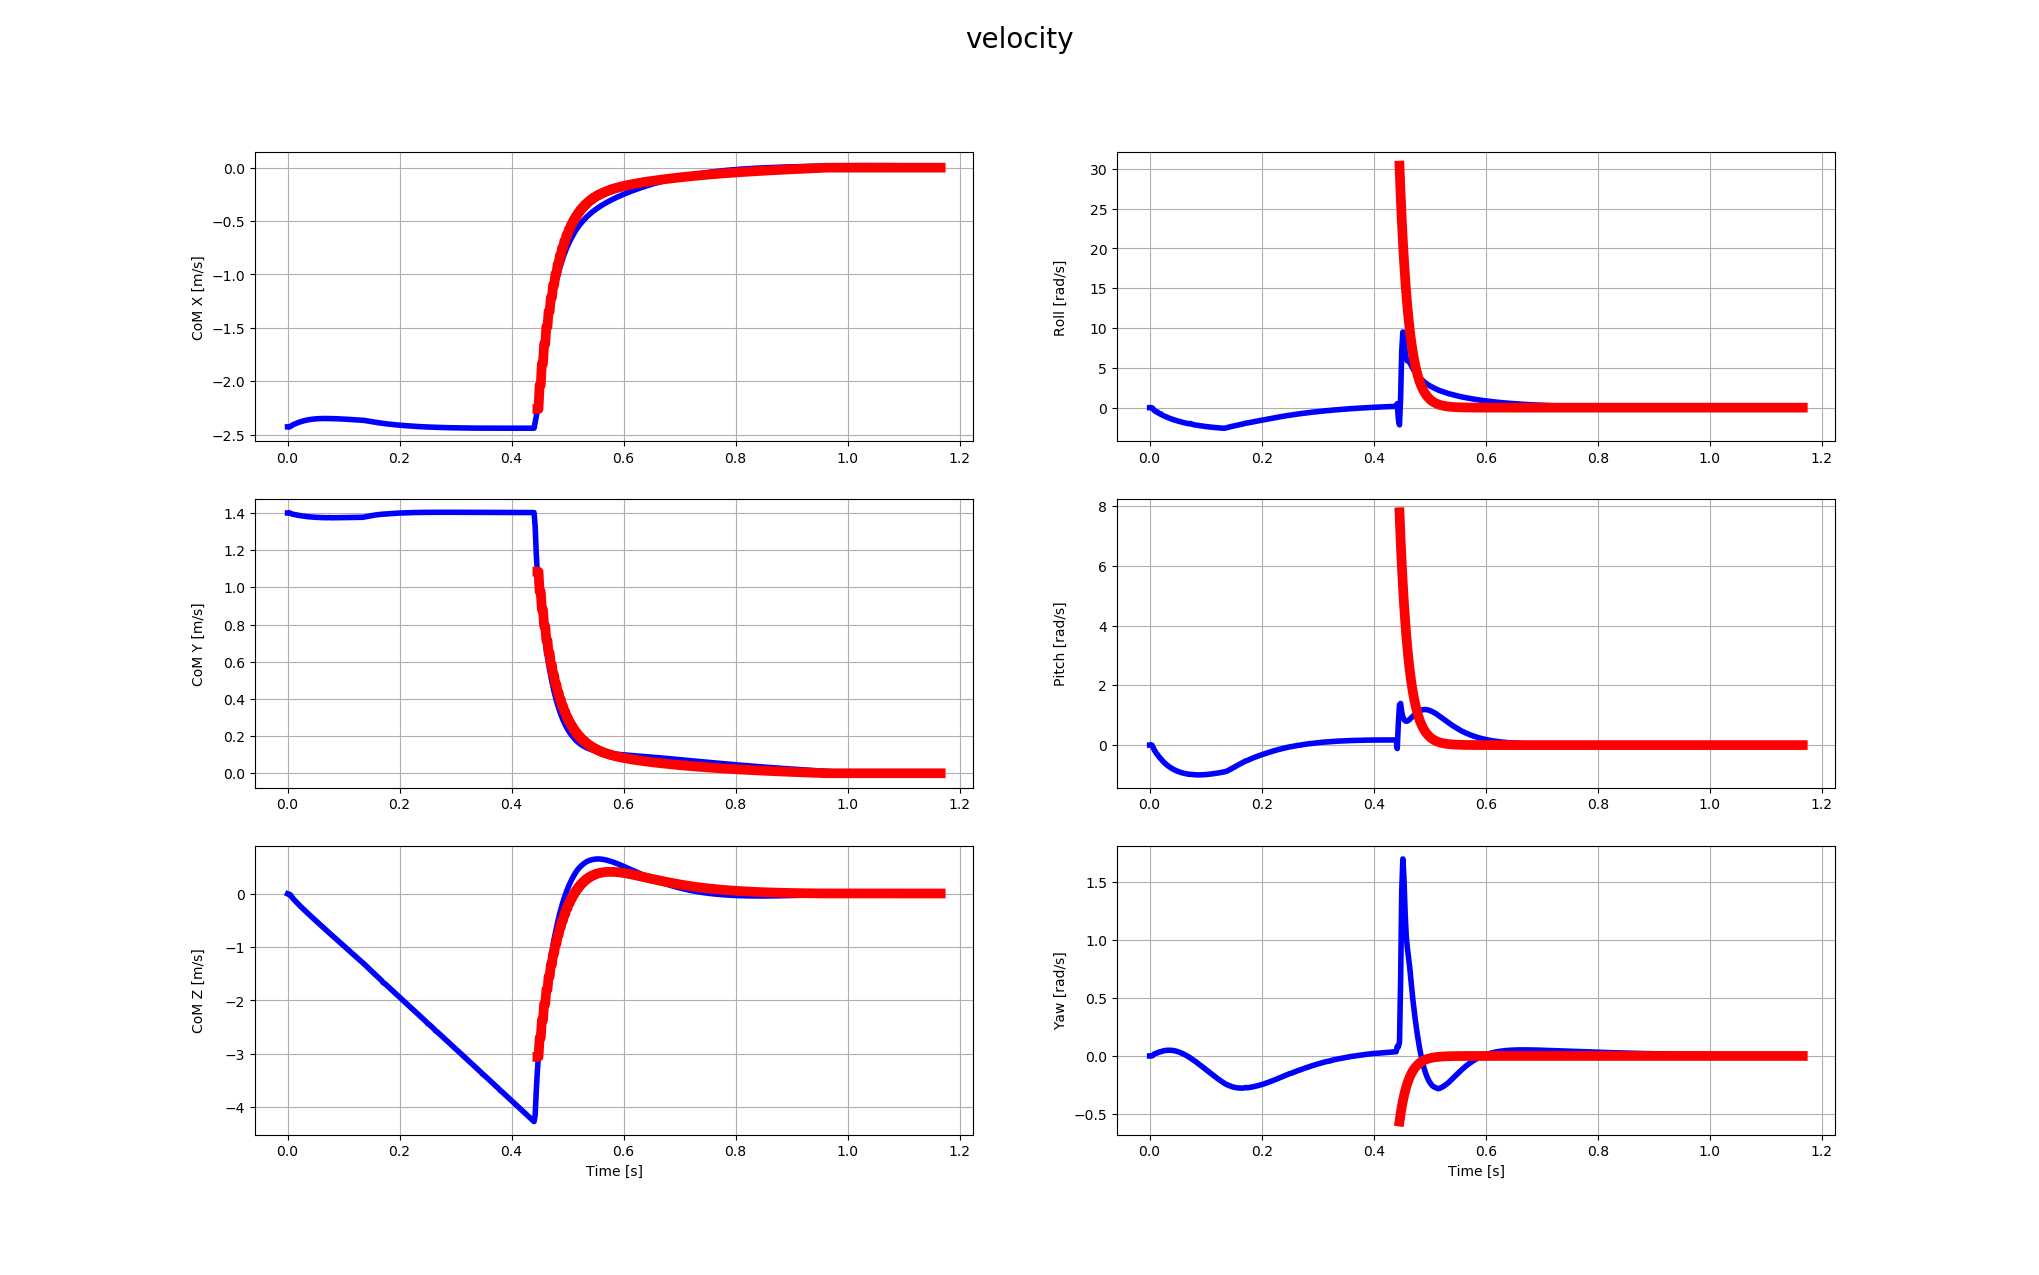 velocity
CoM X [m/s]
0.0
−0.5
−1.0
−1.5
−2.0
−2.5
0.0 0.2 0.4 0.6 0.8 1.0 1.2
Roll [rad/s]
30
25
20
15
10
5
0
0.0 0.2 0.4 0.6 0.8 1.0 1.2
CoM Y [m/s]
1.4
1.2
1.0
0.8
0.6
0.4
0.2
0.0
0.0 0.2 0.4 0.6 0.8 1.0 1.2
Pitch [rad/s]
8
6
4
2
0
0.0 0.2 0.4 0.6 0.8 1.0 1.2
CoM Z [m/s]
0
−1
−2
−3
−4
0.0 0.2 0.4 0.6 0.8 1.0 1.2
Time [s]
Yaw [rad/s]
1.5
1.0
0.5
0.0
−0.5
0.0 0.2 0.4 0.6 0.8 1.0 1.2
Time [s]